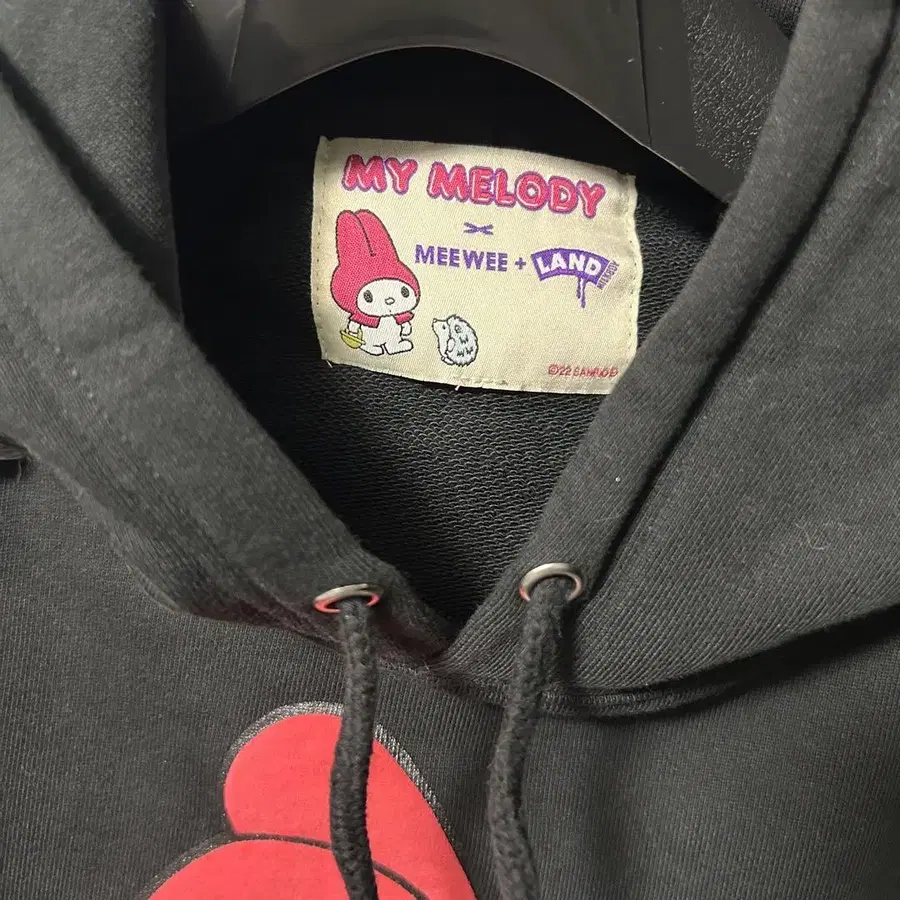 MY MELODY
×
MEEWEE + LAND
©22 SANRIO